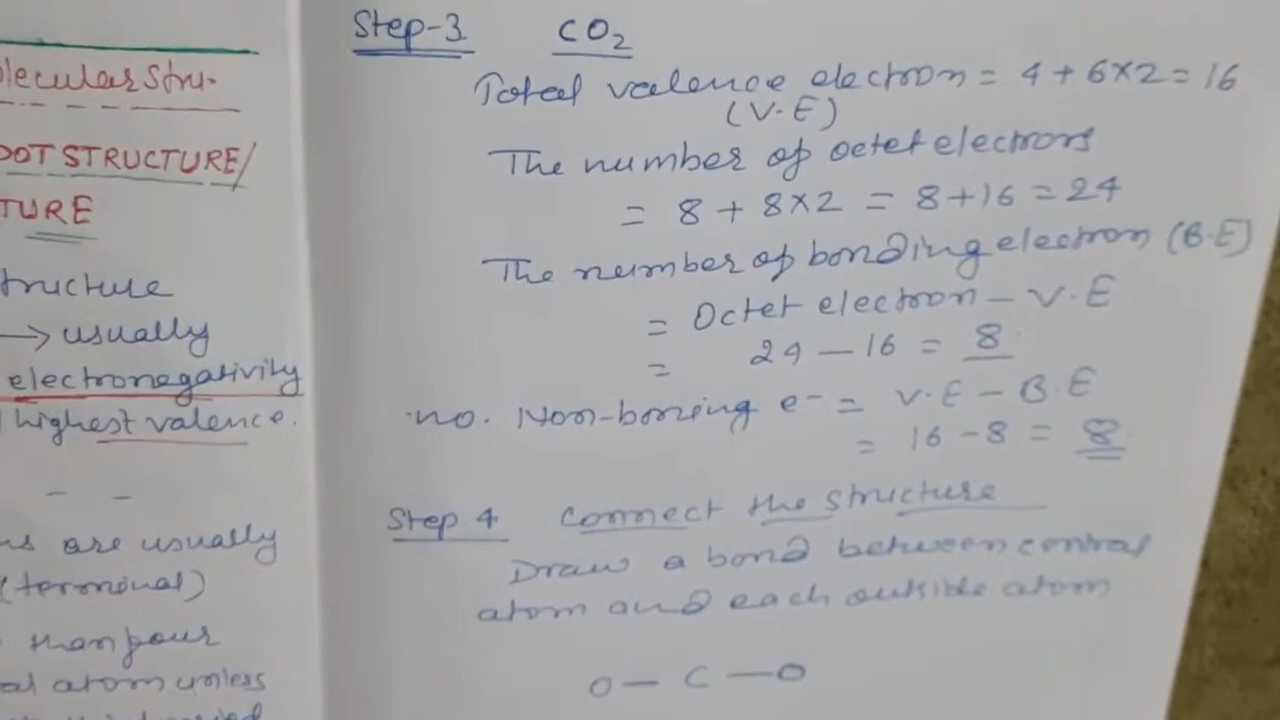 lecular Stru-
DOT STRUCTURE/
TURE
tructure
→ usually
electronegativity
highest valence.
ns are usually
(terminal)
than four
al atom unless
Step-3 CO₂
Total valence electron = 4 + 6×2 = 16
(V.E)
The number of octet electrons
= 8 + 8×2 = 8+16 = 24
The number of bonding electron (B.E)
= Octet electron - V.E
= 24 - 16 = 8
no. Non-boning e⁻ = V.E - B.E
= 16 - 8 = 8
Step 4 Connect the structure
Draw a bond between central
atom and each outside atom
O - C - O